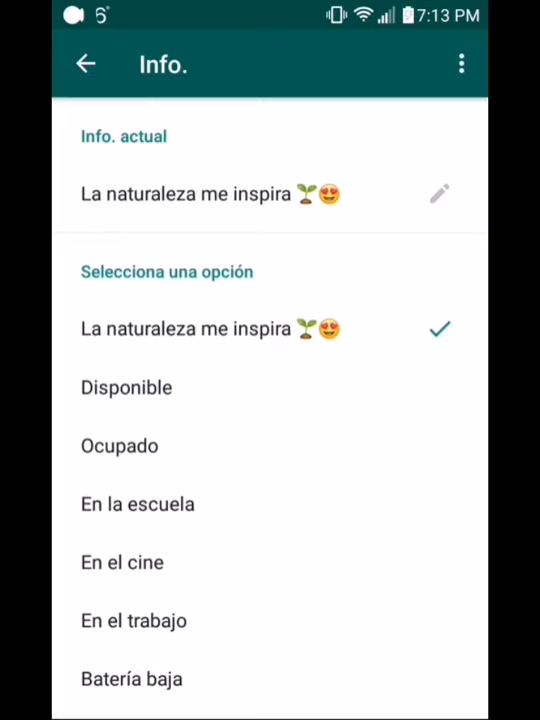 6° 7:13 PM
Info.
Info. actual
La naturaleza me inspira 🌱😍
Selecciona una opción
La naturaleza me inspira 🌱😍
Disponible
Ocupado
En la escuela
En el cine
En el trabajo
Batería baja